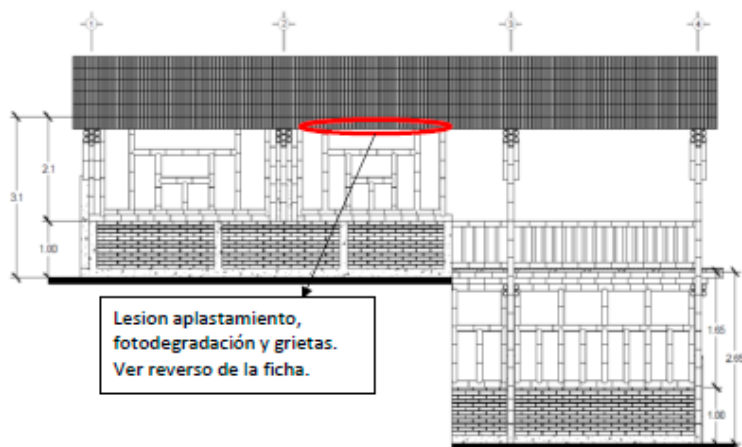 1 2 3 4
3.1
2.1
1.00
Lesion aplastamiento,
fotodegradación y grietas.
Ver reverso de la ficha.
1.65
2.65
1.00